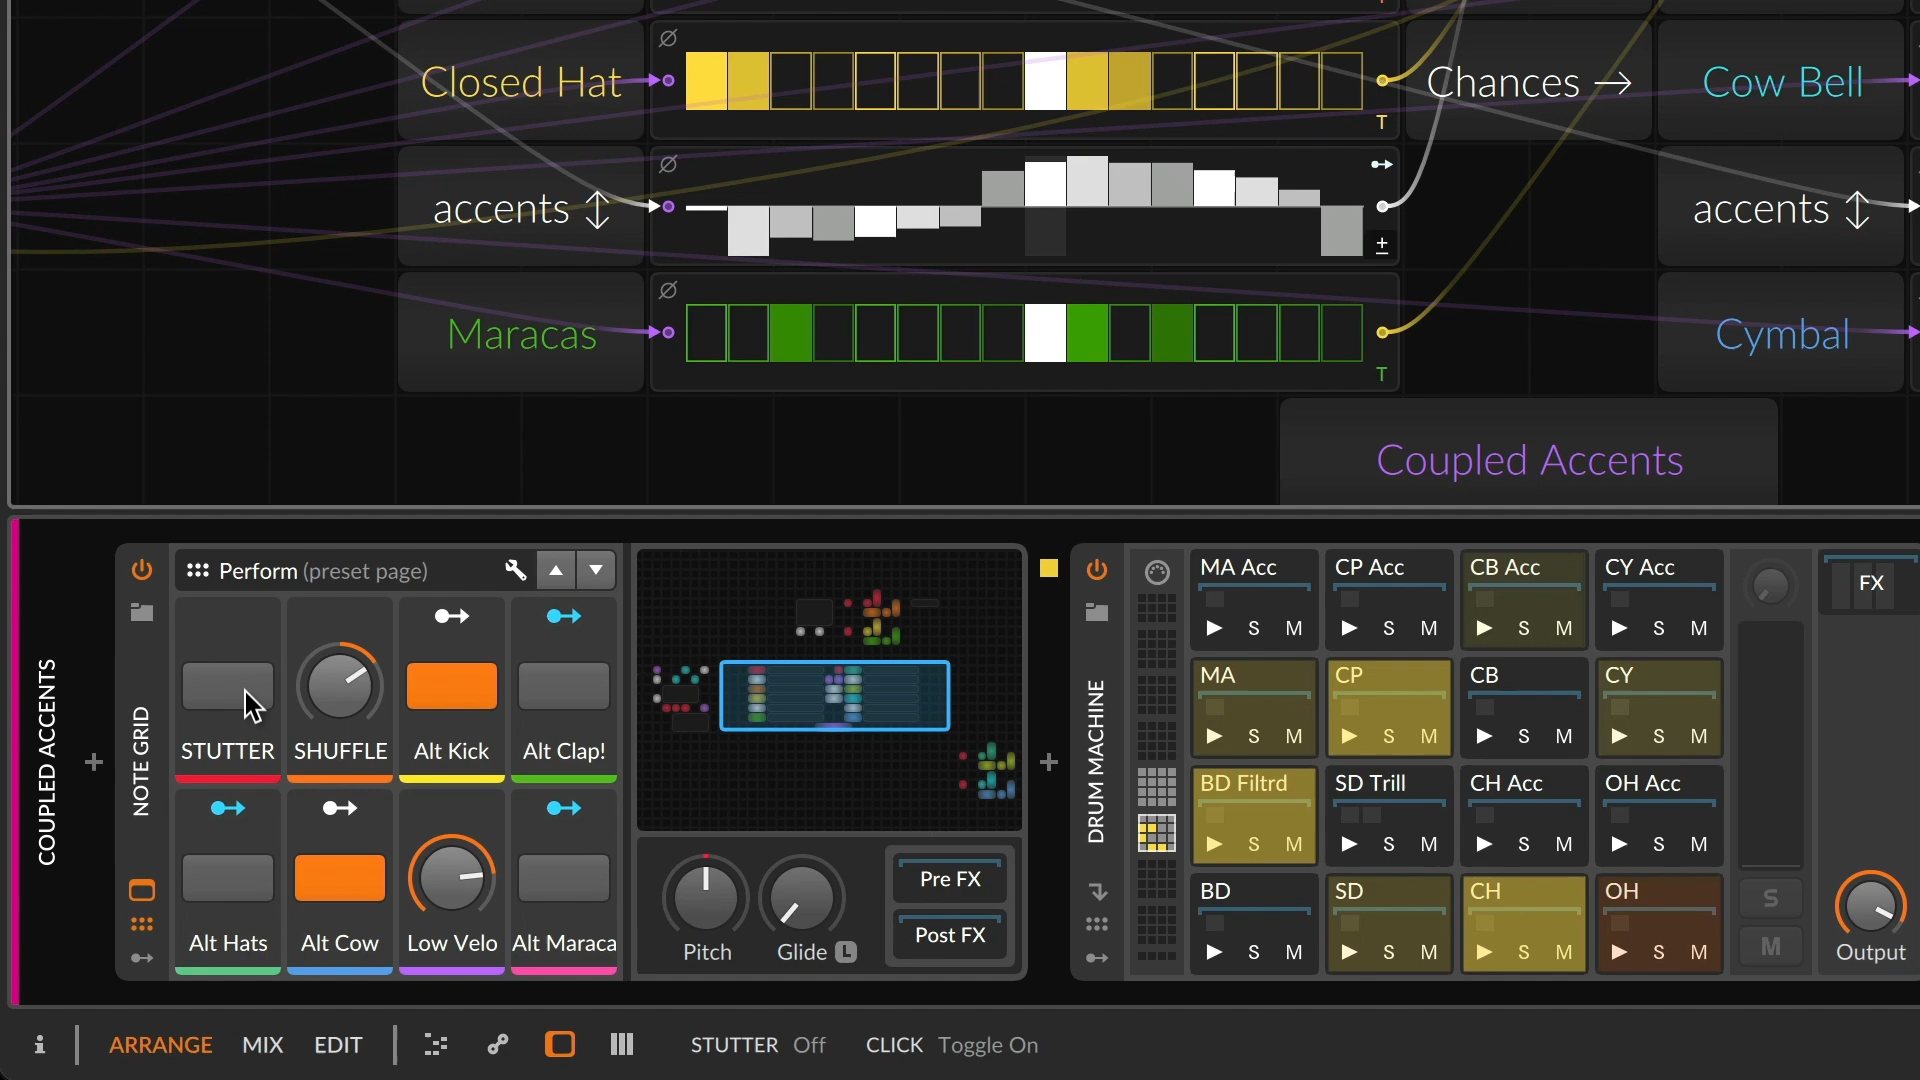 Closed Hat
T
Chances →
Cow Bell
accents ↕
±
accents ↕
Maracas
T
Cymbal
Coupled Accents
COUPLED ACCENTS
NOTE GRID
Perform (preset page)
STUTTER
SHUFFLE
Alt Kick
Alt Clap!
Alt Hats
Alt Cow
Low Velo
Alt Maraca
Pitch
Glide L
Pre FX
Post FX
DRUM MACHINE
MA Acc
CP Acc
CB Acc
CY Acc
S M
S M
S M
S M
MA
CP
CB
CY
S M
S M
S M
S M
BD Filtrd
SD Trill
CH Acc
OH Acc
S M
S M
S M
S M
BD
SD
CH
OH
S M
S M
S M
S M
S
M
FX
Output
i
ARRANGE MIX EDIT
STUTTER Off
CLICK Toggle On